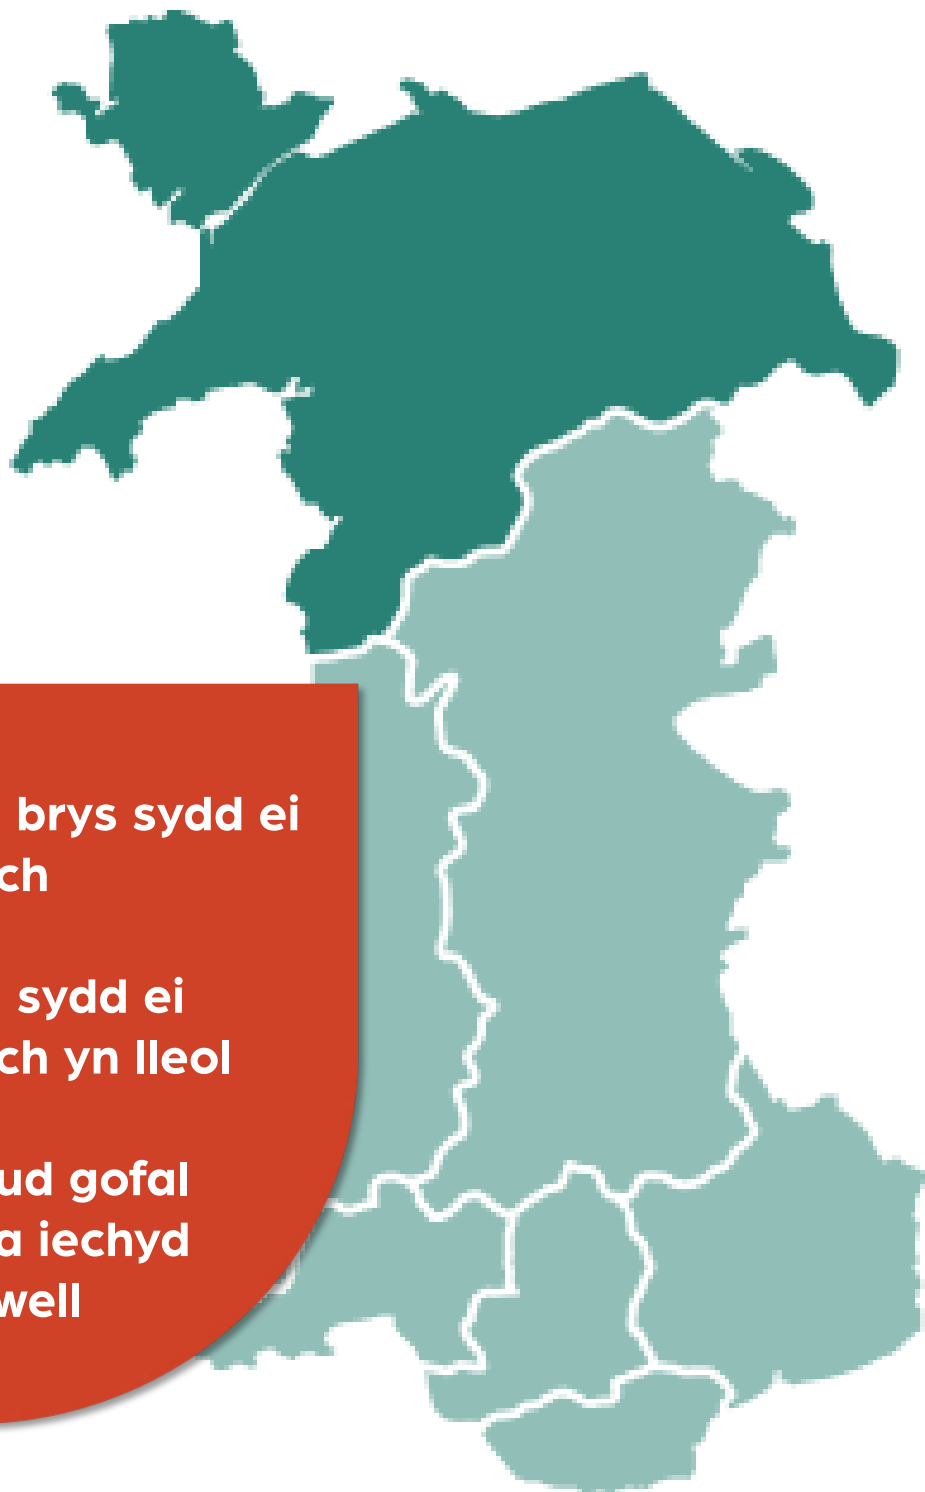 brys sydd ei
ch
sydd ei
ch yn lleol
ud gofal
a iechyd
well